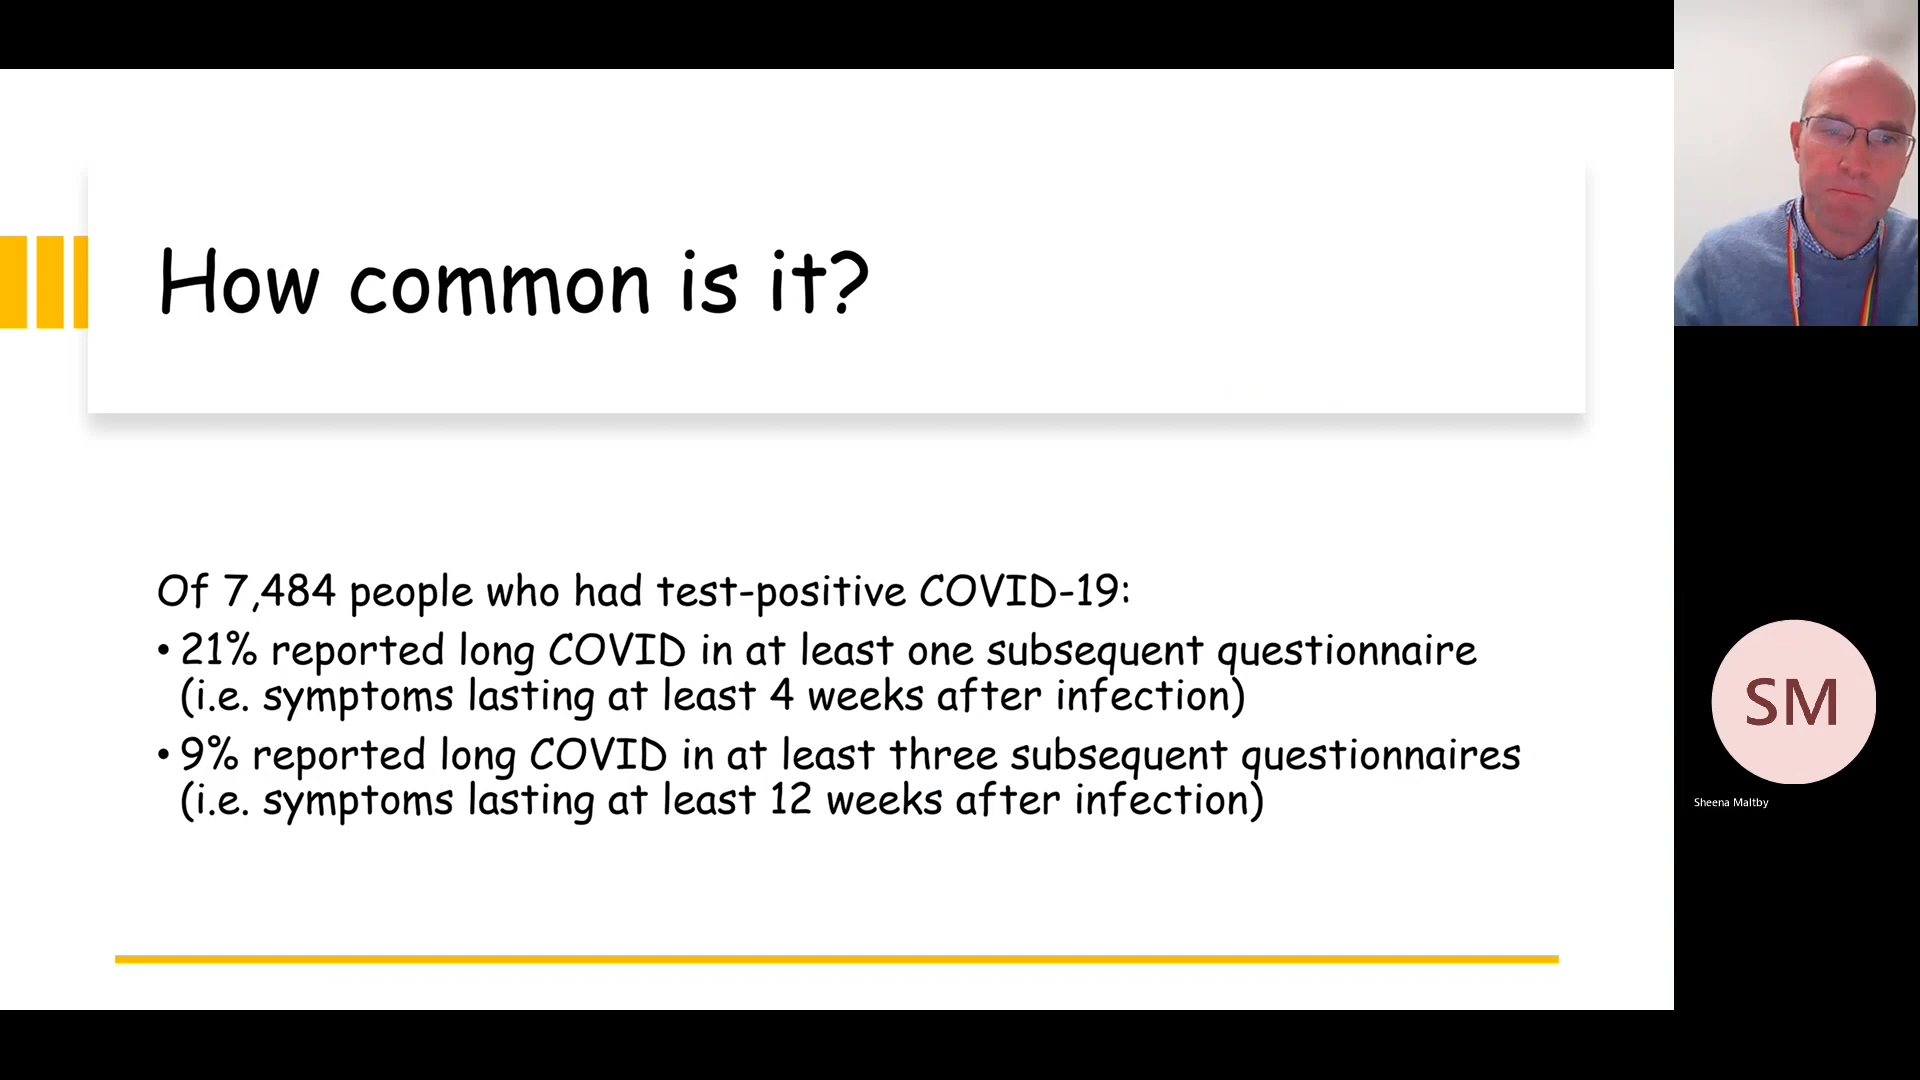 How common is it?
Of 7,484 people who had test-positive COVID-19:
• 21% reported long COVID in at least one subsequent questionnaire
(i.e. symptoms lasting at least 4 weeks after infection)
• 9% reported long COVID in at least three subsequent questionnaires
(i.e. symptoms lasting at least 12 weeks after infection)
SM
Sheena Maltby